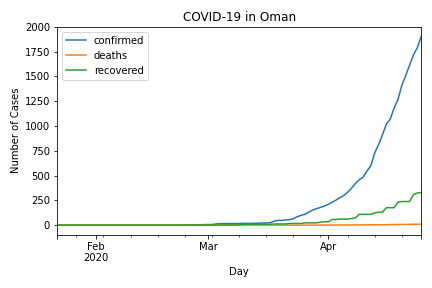 COVID-19 in Oman
2000
1750
1500
1250
1000
750
500
250
0
Number of Cases
confirmed
deaths
recovered
Feb
2020
Mar
Apr
Day